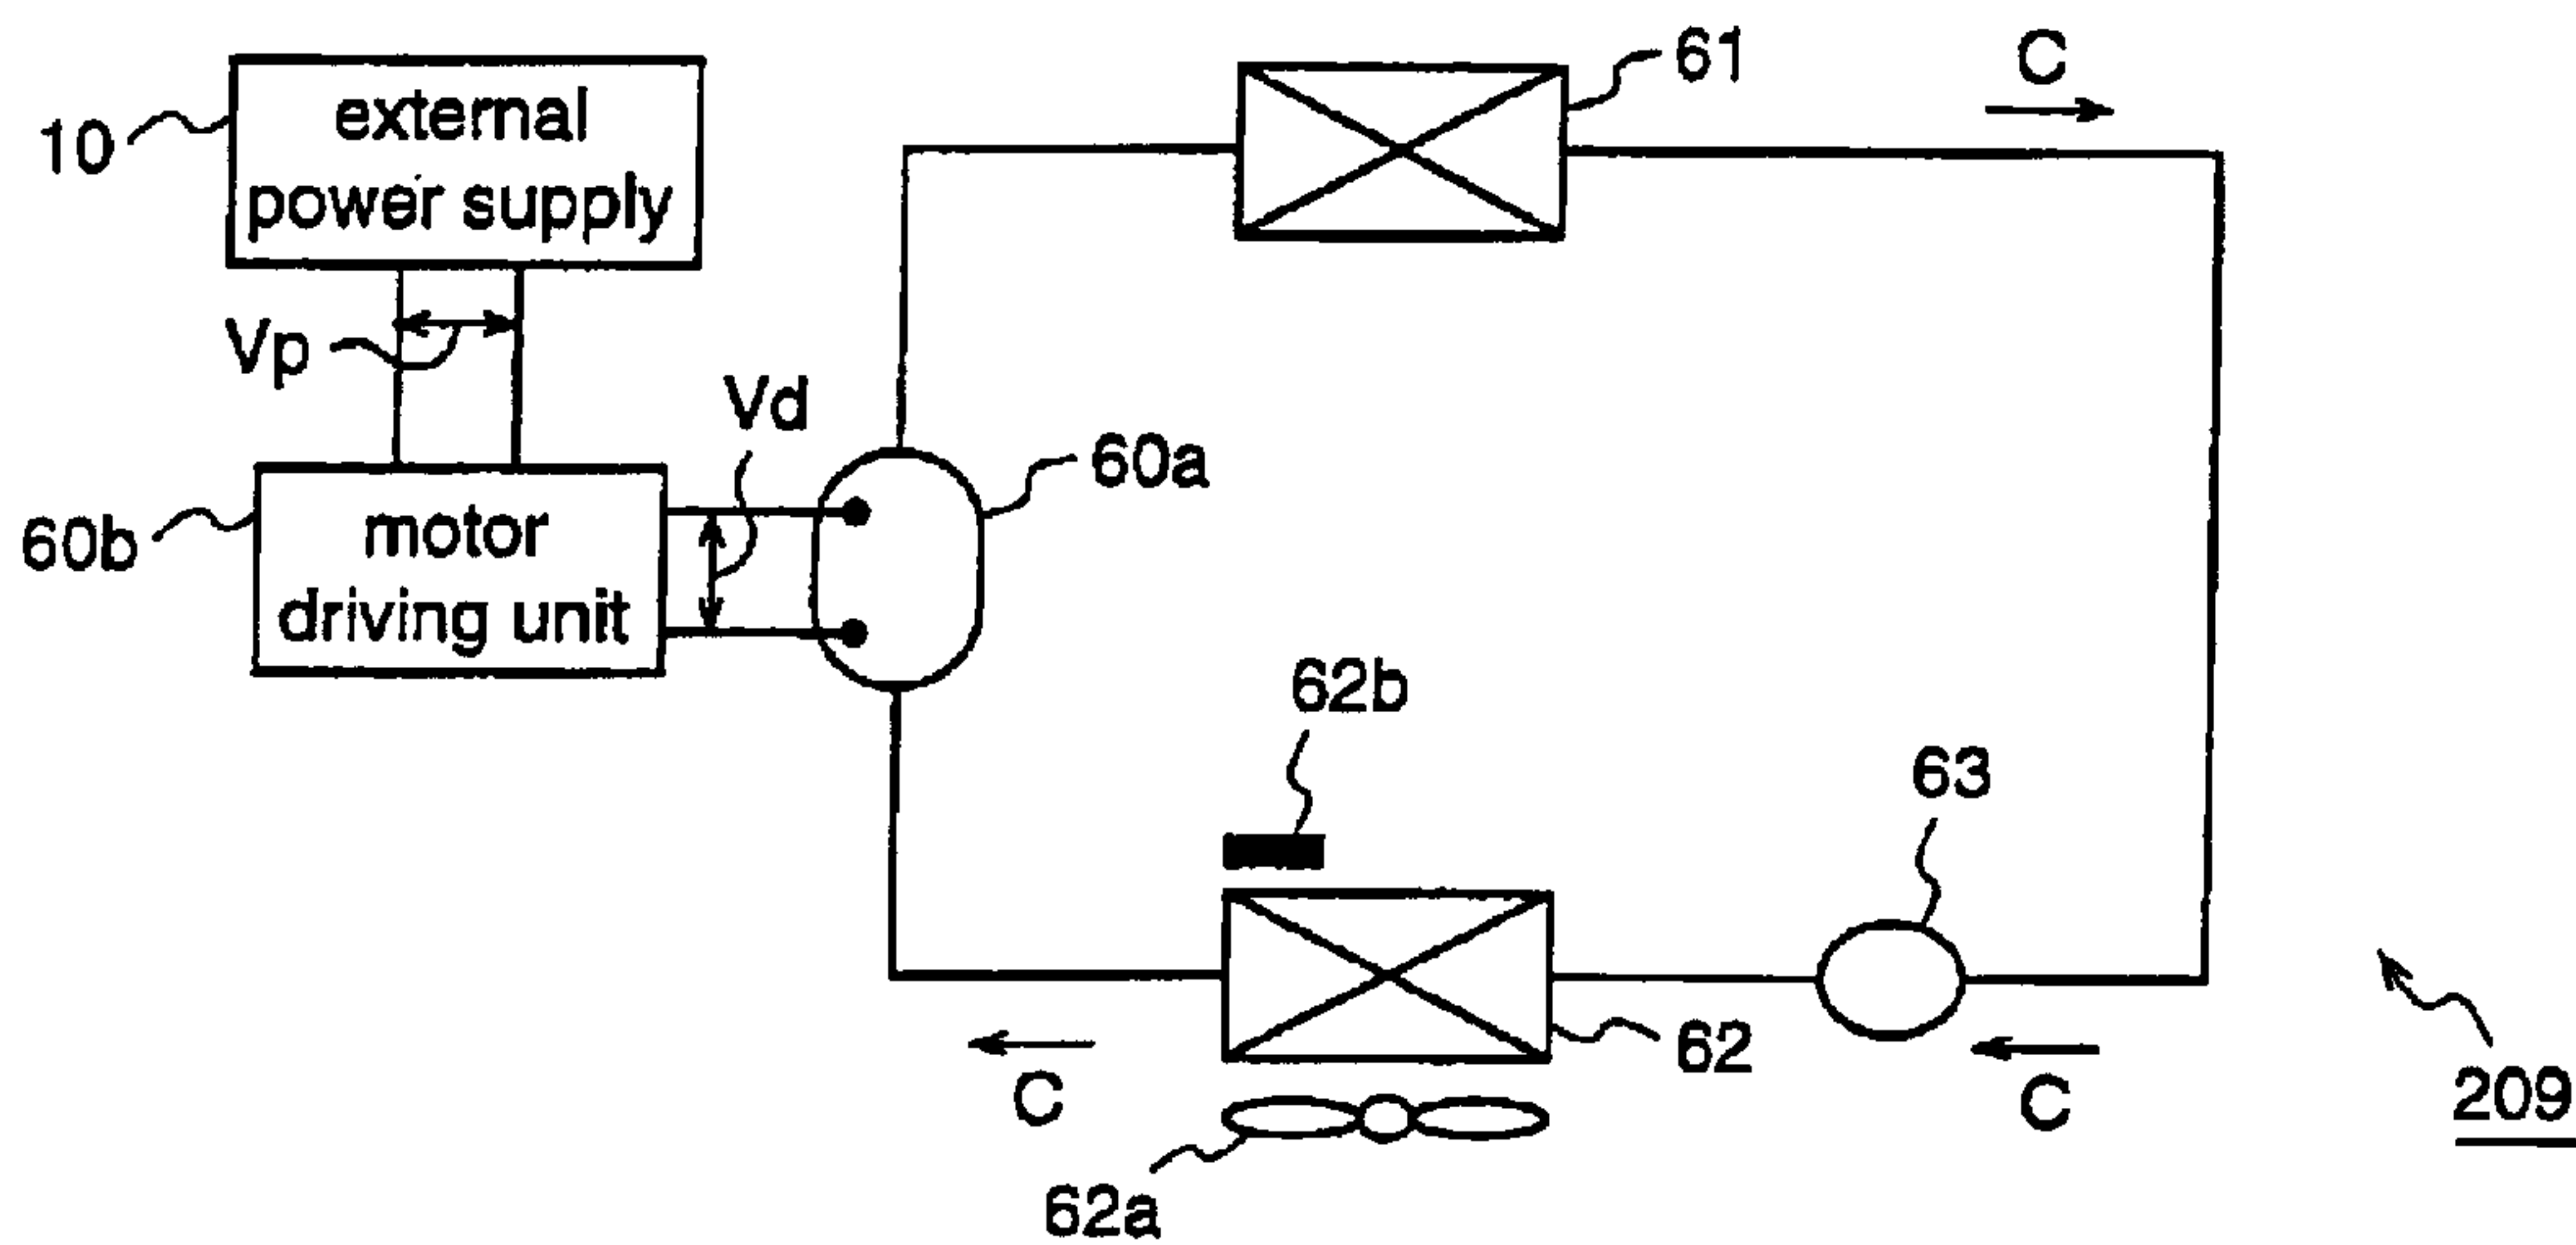 61
C
10
external
power supply
Vp
Vd
60a
60b
motor
driving unit
62b
63
62
C
C
209
62a